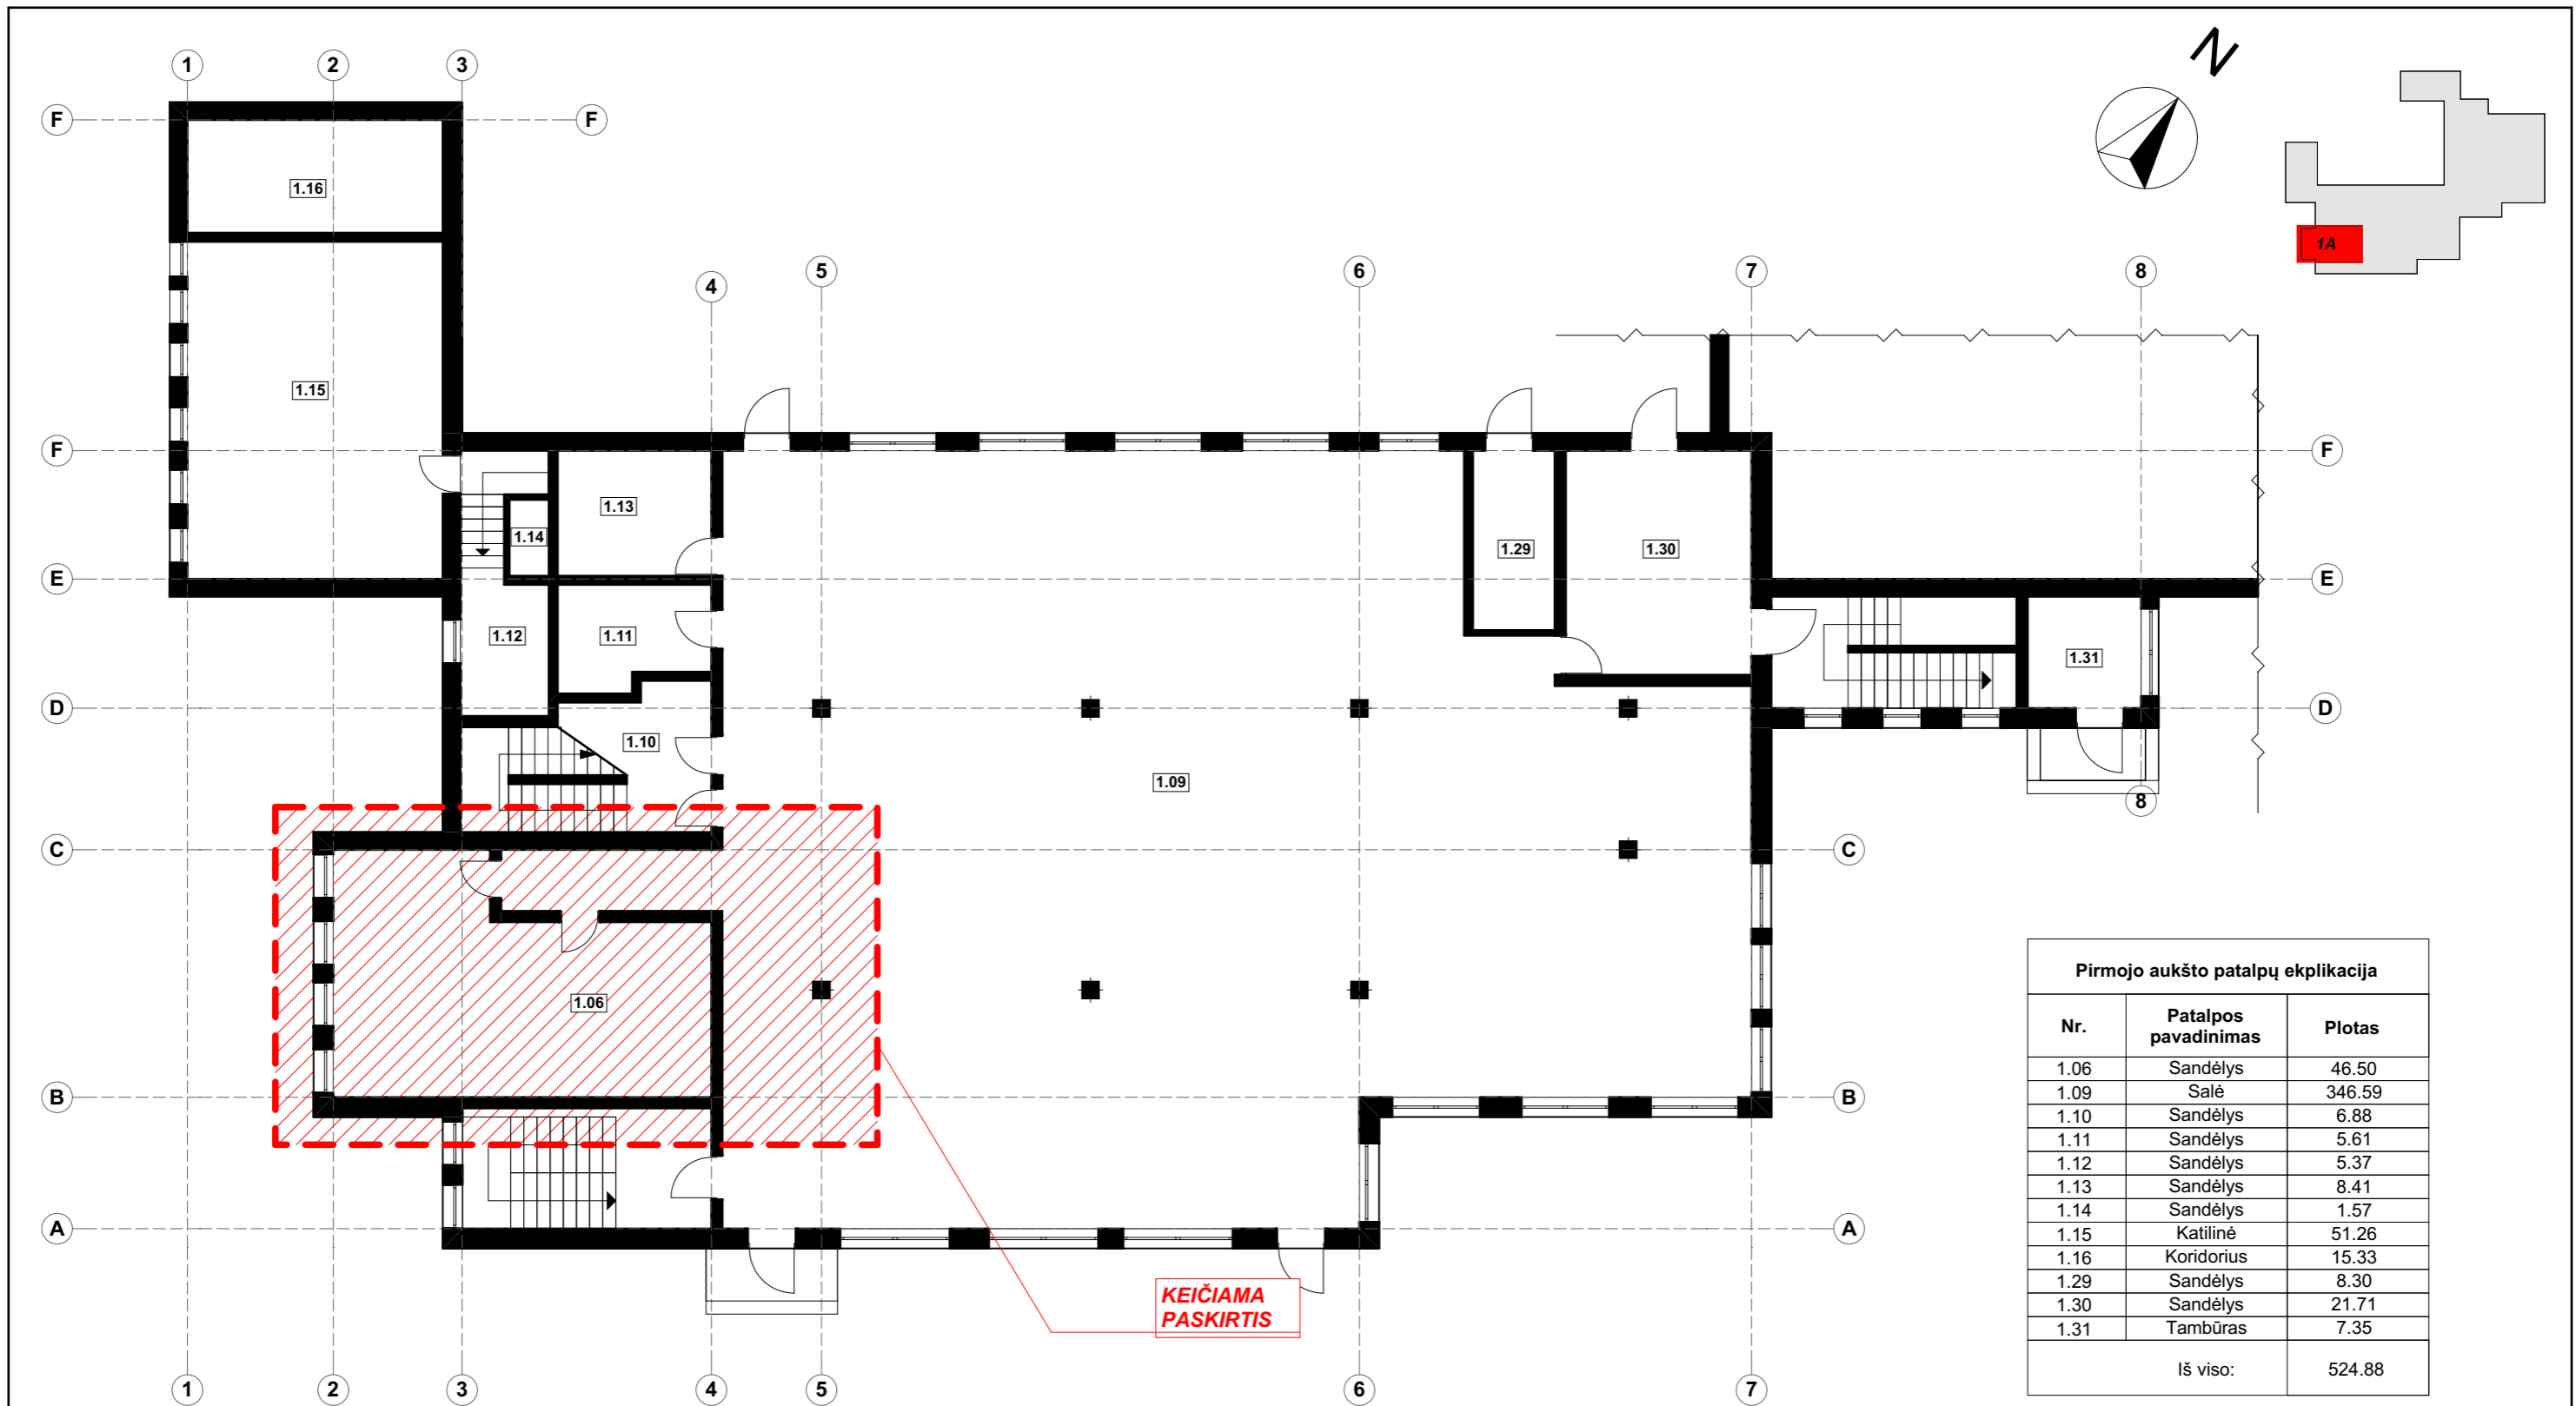 N
1 2 3
F F
1.16
1A
5 6 7 8
4
1.15
F F
1.13
1.14
1.29 1.30
E E
1.12 1.11
1.31
D D
1.10
1.09
8
C C
1.06
B B
A A
KEIČIAMA
PASKIRTIS
1 2 3 4 5 6 7
Pirmojo aukšto patalpų ekplikacija
Nr. Patalpos pavadinimas Plotas
1.06 Sandėlys 46.50
1.09 Salė 346.59
1.10 Sandėlys 6.88
1.11 Sandėlys 5.61
1.12 Sandėlys 5.37
1.13 Sandėlys 8.41
1.14 Sandėlys 1.57
1.15 Katilinė 51.26
1.16 Koridorius 15.33
1.29 Sandėlys 8.30
1.30 Sandėlys 21.71
1.31 Tambūras 7.35
Iš viso: 524.88